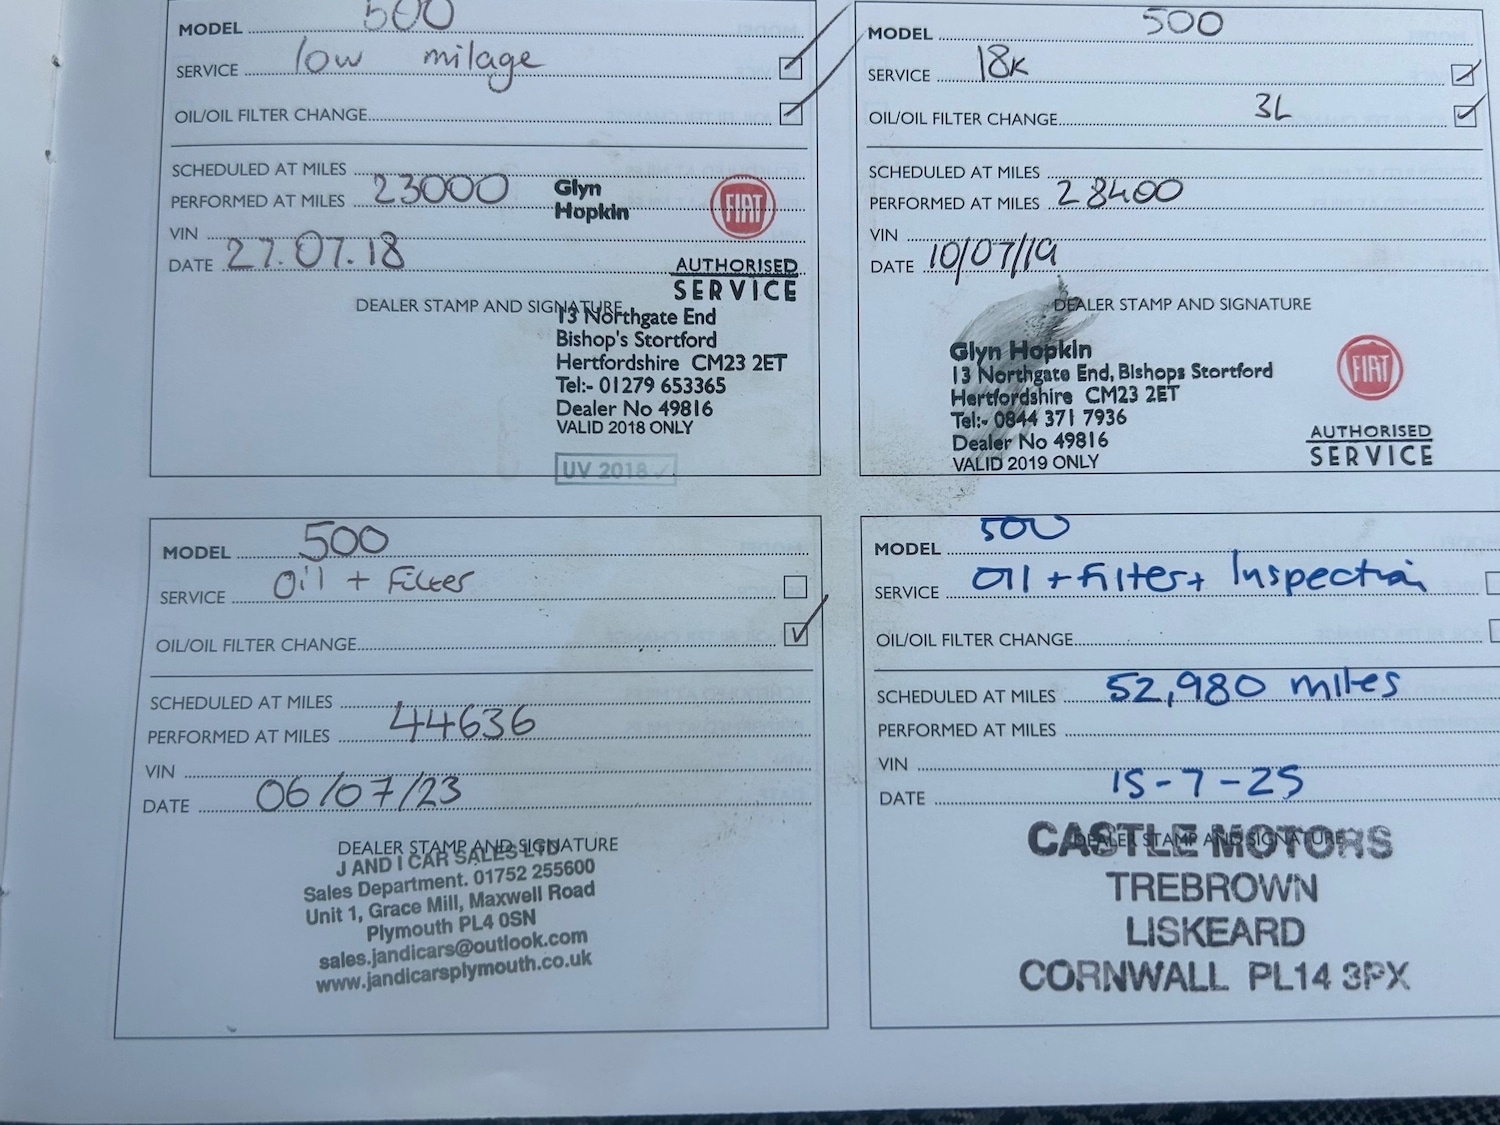 MODEL 500
SERVICE low milage
OIL/OIL FILTER CHANGE
SCHEDULED AT MILES
PERFORMED AT MILES 23000
VIN
DATE 27.07.18
Glyn
Hopkin
FIAT
AUTHORISED
SERVICE
DEALER STAMP AND SIGNATURE
13 Northgate End
Bishop's Stortford
Hertfordshire CM23 2ET
Tel:- 01279 653365
Dealer No 49816
VALID 2018 ONLY
UV 2018 ✓
MODEL 500
SERVICE 18K
OIL/OIL FILTER CHANGE 3L
SCHEDULED AT MILES
PERFORMED AT MILES 28400
VIN
DATE 10/07/19
DEALER STAMP AND SIGNATURE
Glyn Hopkin
13 Northgate End, Bishops Stortford
Hertfordshire CM23 2ET
Tel:- 0844 371 7936
Dealer No 49816
VALID 2019 ONLY
FIAT
AUTHORISED
SERVICE
MODEL 500
SERVICE Oil + Filter
OIL/OIL FILTER CHANGE
SCHEDULED AT MILES
PERFORMED AT MILES 44636
VIN
DATE 06/07/23
DEALER STAMP AND SIGNATURE
J AND I CAR SALES LTD
Sales Department. 01752 255600
Unit 1, Grace Mill, Maxwell Road
Plymouth PL4 0SN
sales.jandicars@outlook.com
www.jandicarsplymouth.co.uk
MODEL 500
SERVICE Oil + Filter + Inspection
OIL/OIL FILTER CHANGE
SCHEDULED AT MILES 52,980 miles
PERFORMED AT MILES
VIN
DATE 15-7-25
DEALER STAMP AND SIGNATURE
CASTLE MOTORS
TREBROWN
LISKEARD
CORNWALL PL14 3PX